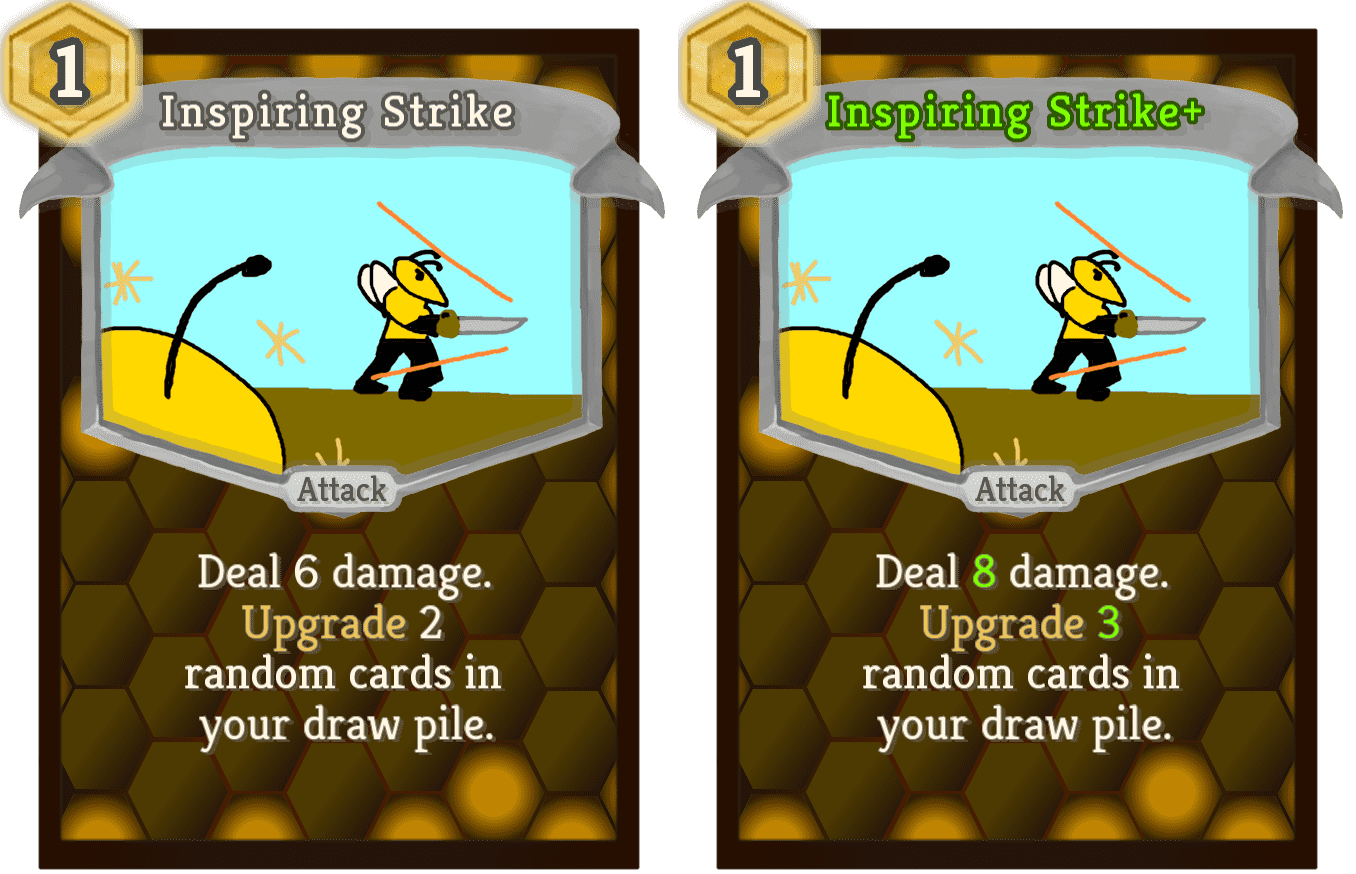 1
Inspiring Strike
Attack
Deal 6 damage.
Upgrade 2
random cards in
your draw pile.
1
Inspiring Strike+
Attack
Deal 8 damage.
Upgrade 3
random cards in
your draw pile.